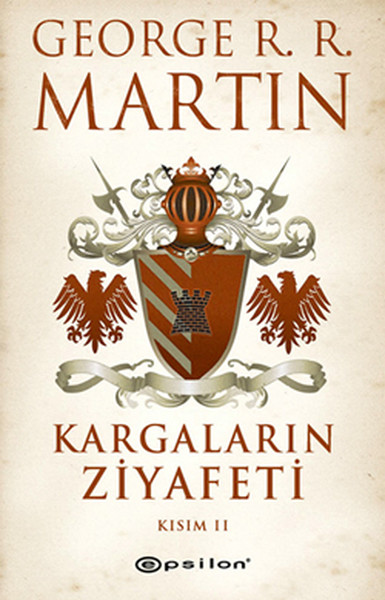 GEORGE R. R.
MARTIN
KARGALARIN
ZİYAFETİ
KISIM II
epsilon®